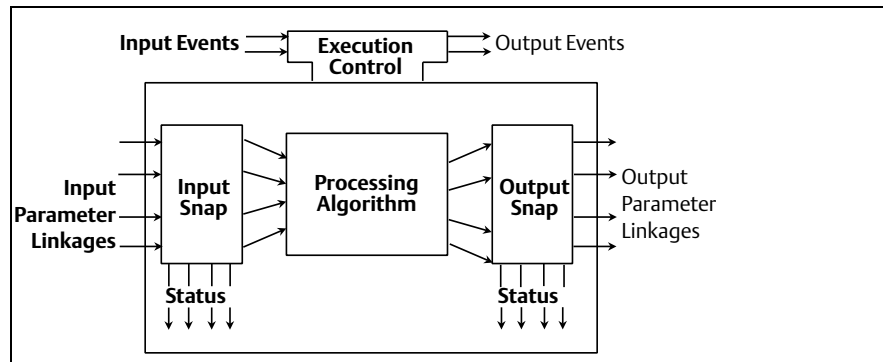 Input Events
Execution
Control
Output Events
Input
Parameter
Linkages
Input
Snap
Processing
Algorithm
Output
Snap
Output
Parameter
Linkages
Status
Status